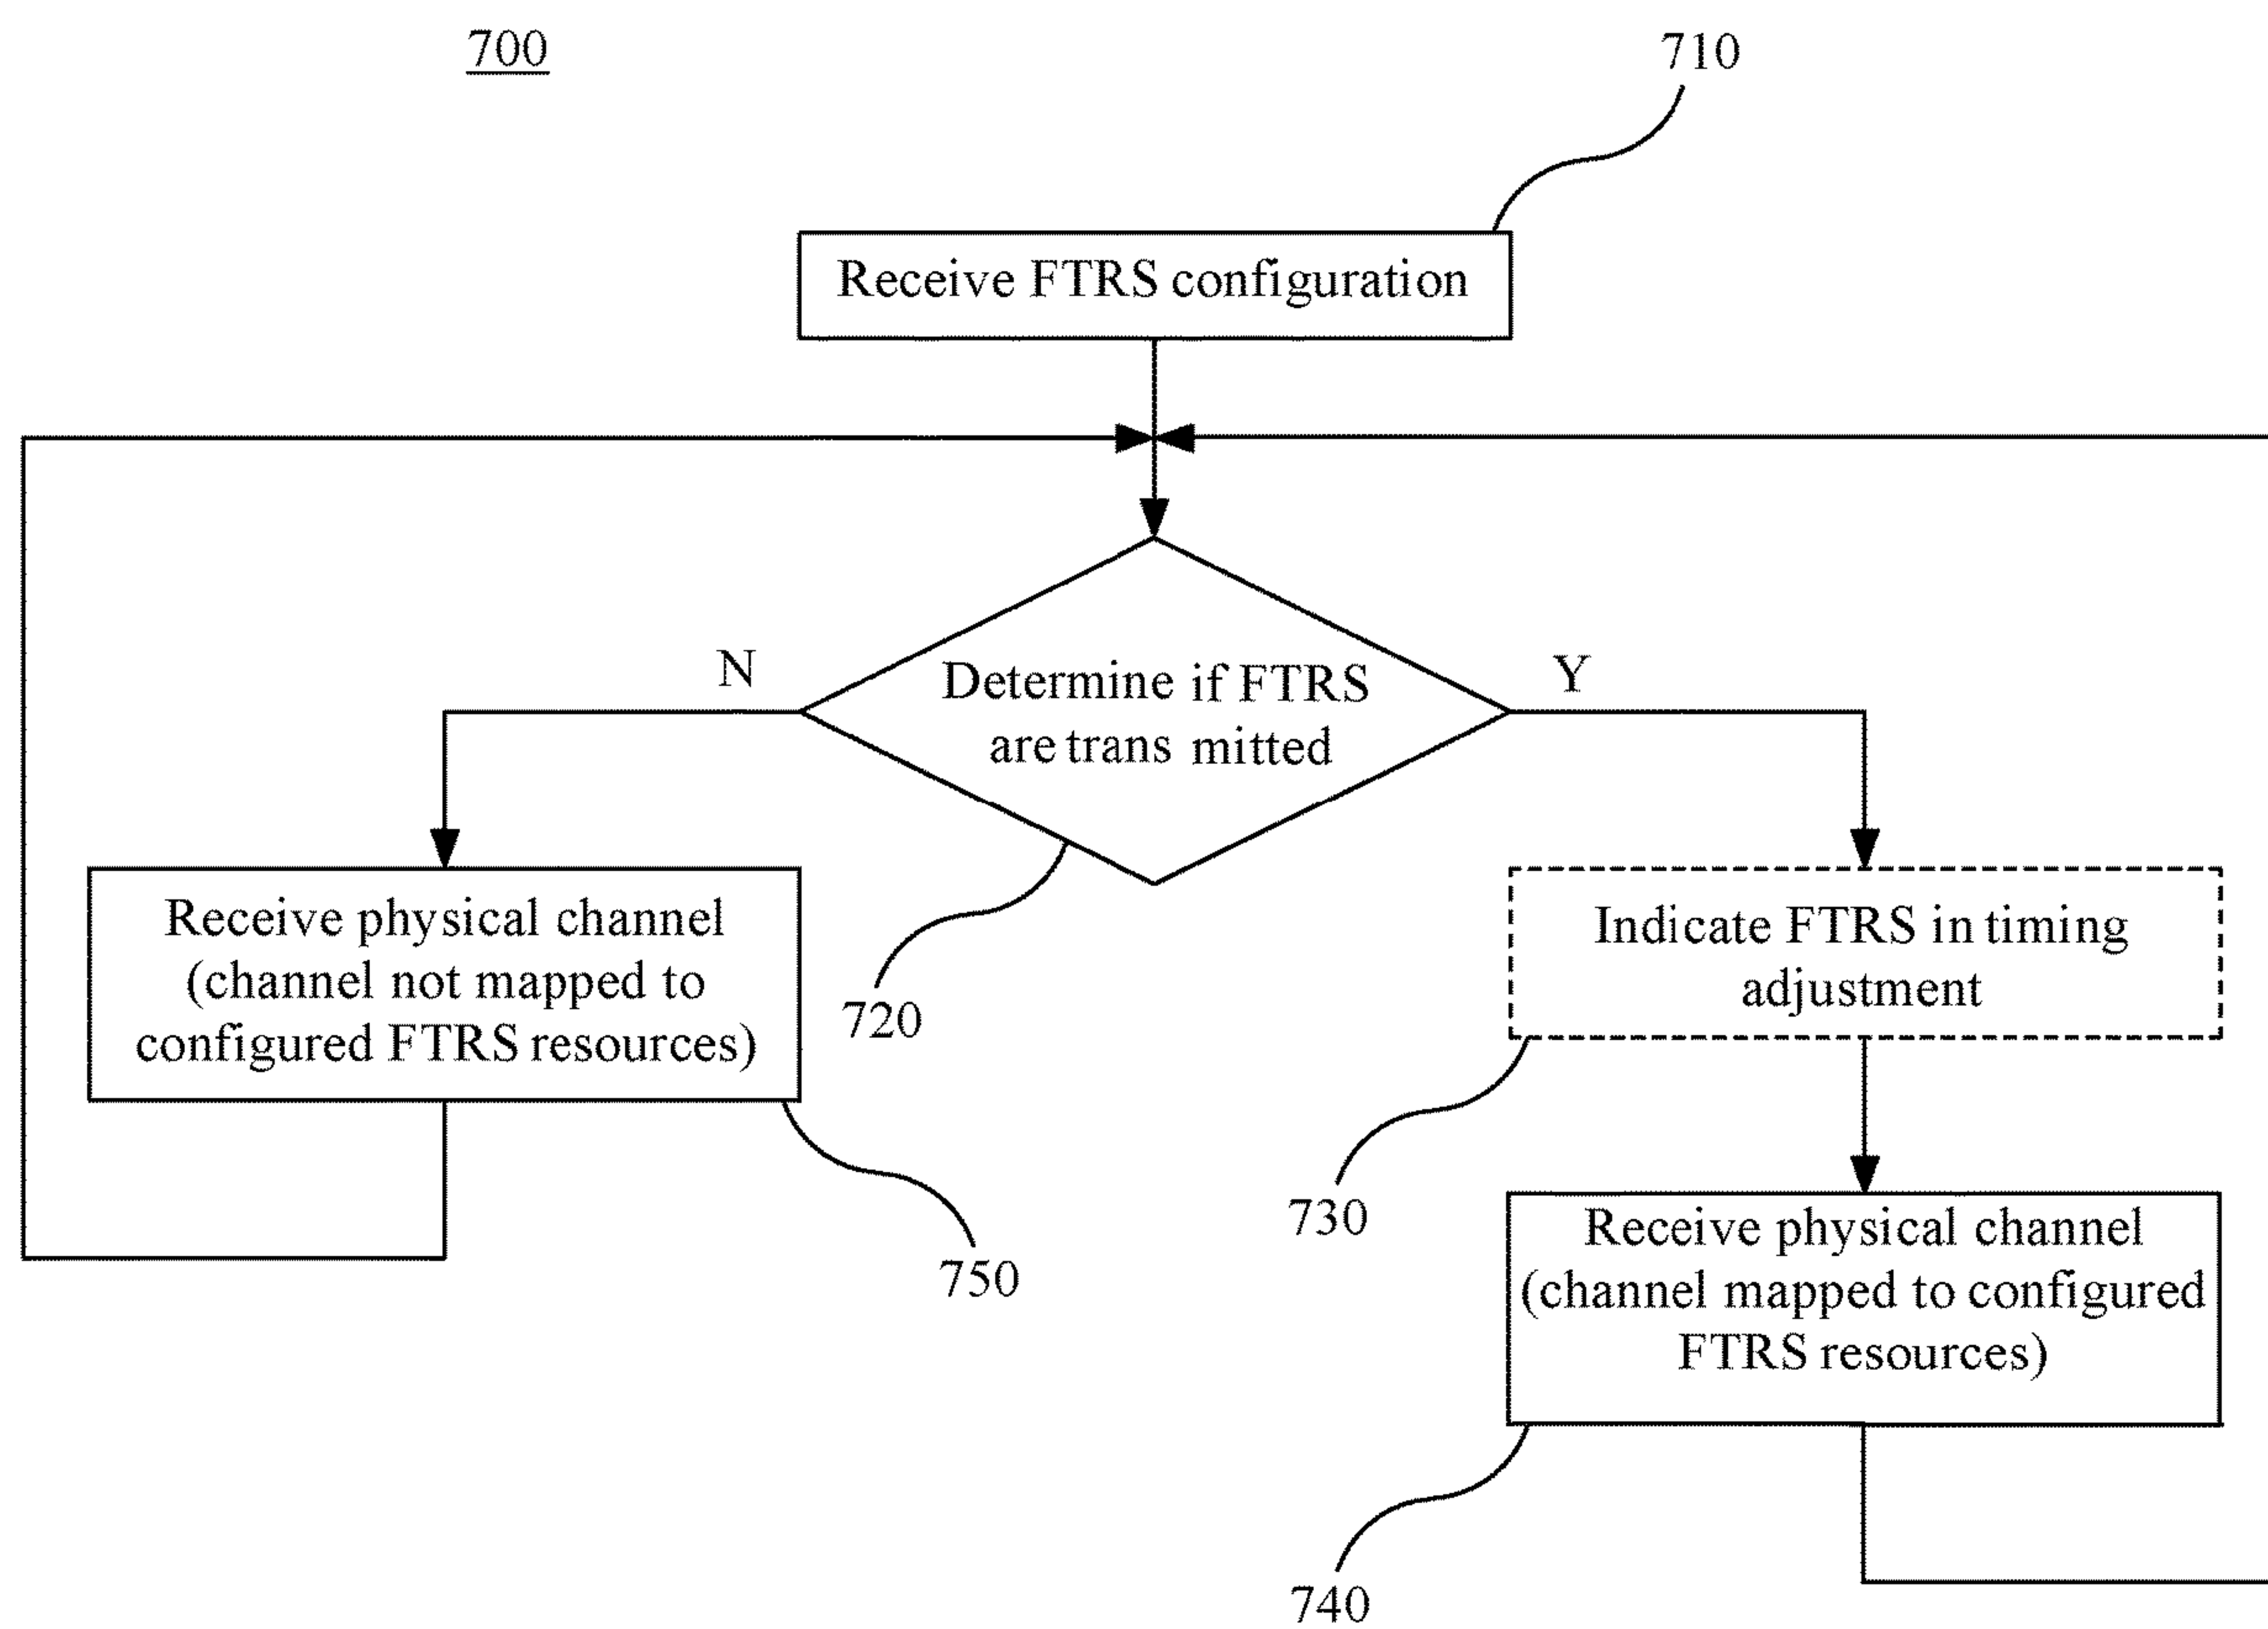 700
710
Receive FTRS configuration
N
Determine if FTRS
are trans mitted
Y
Receive physical channel
(channel not mapped to
configured FTRS resources)
720
Indicate FTRS in timing
adjustment
730
750
Receive physical channel
(channel mapped to configured
FTRS resources)
740